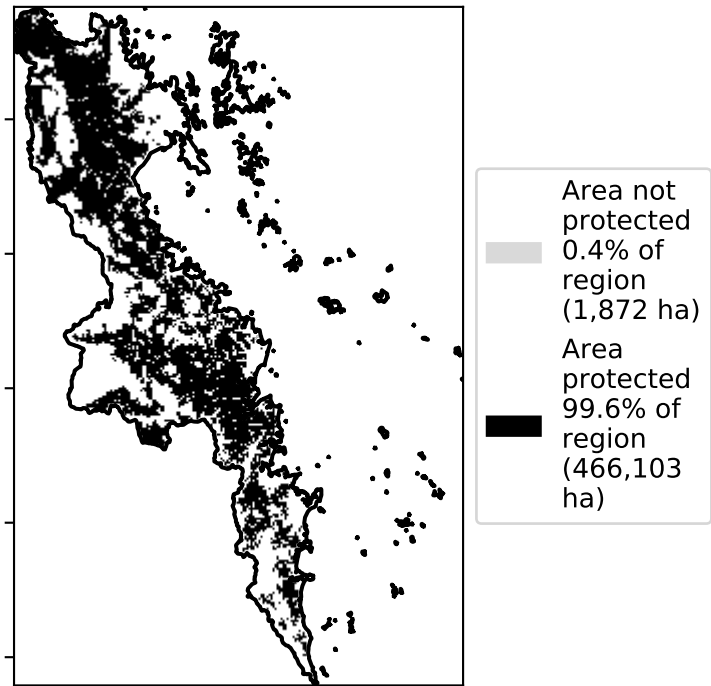 Area not
protected
0.4% of
region
(1,872 ha)
Area
protected
99.6% of
region
(466,103
ha)